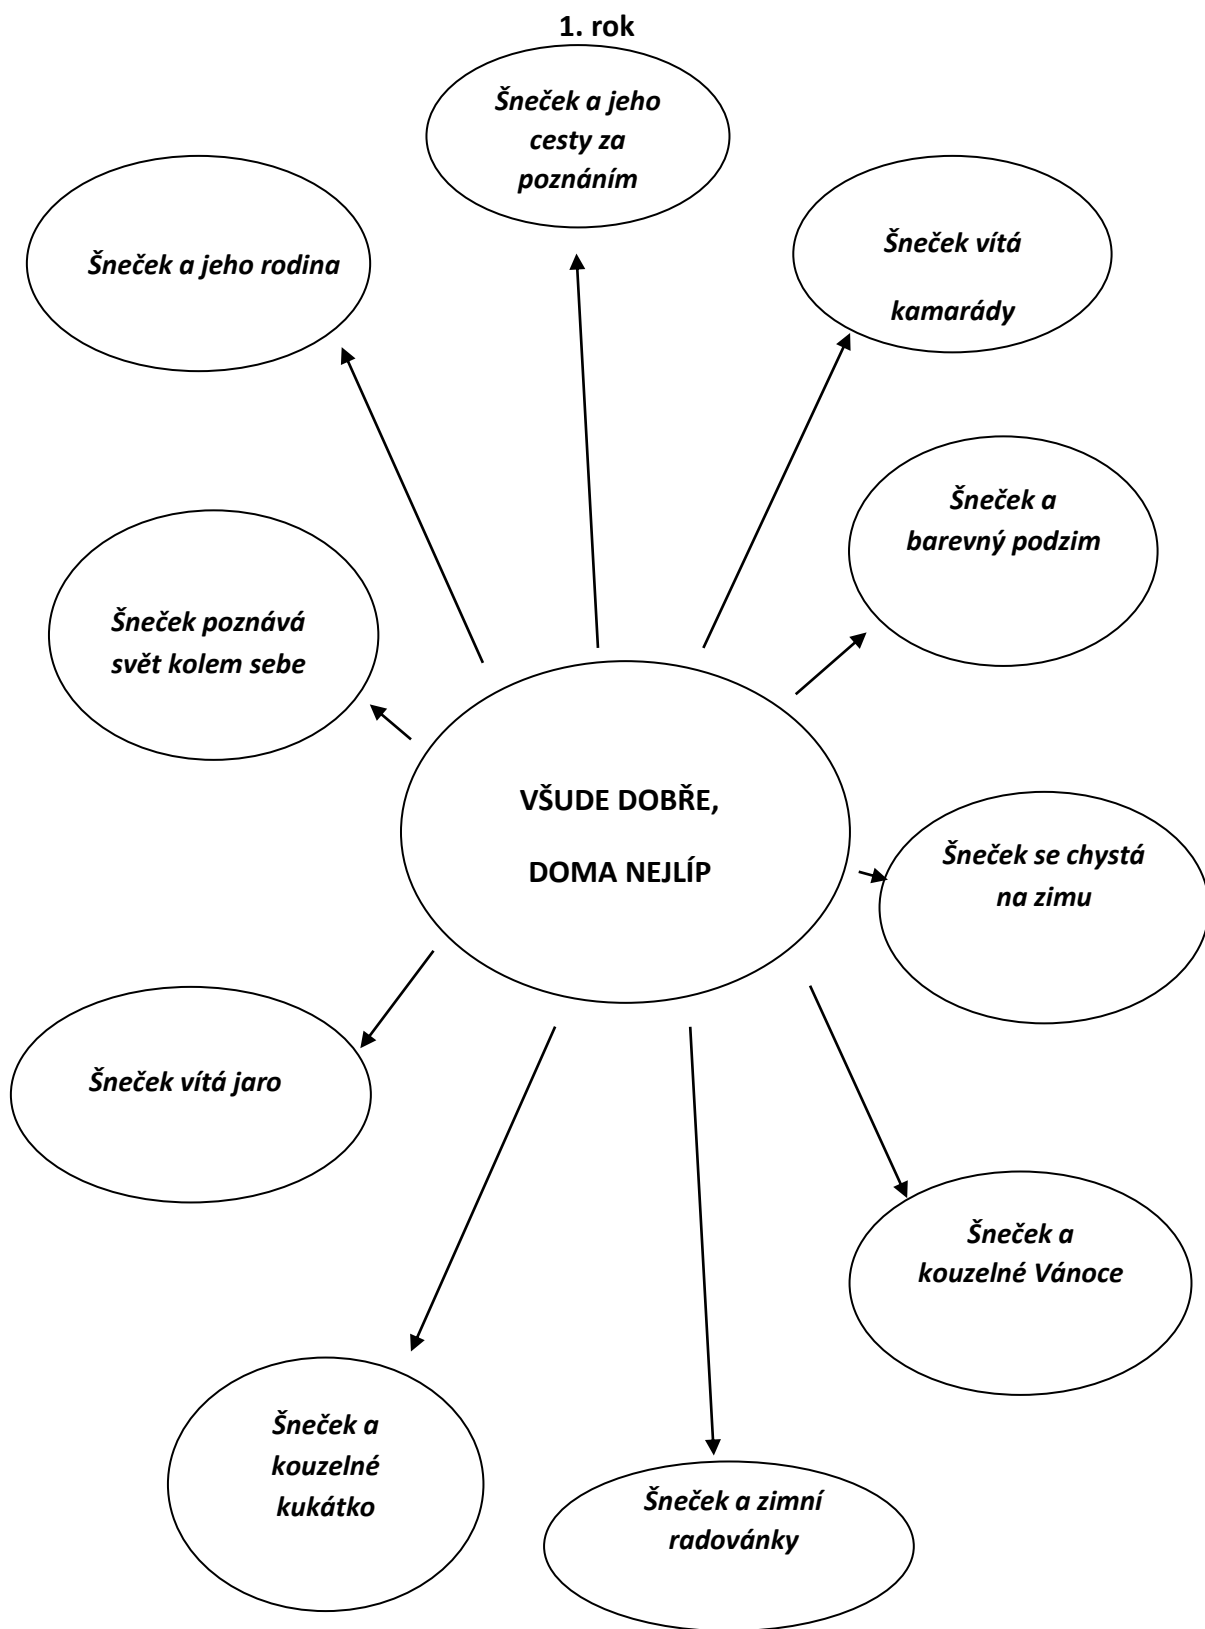 1. rok
Šneček a jeho
cesty za
poznáním
Šneček vítá
kamarády
Šneček a jeho rodina
Šneček a
barevný podzim
Šneček poznává
svět kolem sebe
VŠUDE DOBŘE,
DOMA NEJLÍP
Šneček se chystá
na zimu
Šneček vítá jaro
Šneček a
kouzelné Vánoce
Šneček a
kouzelné
kukátko
Šneček a zimní
radovánky